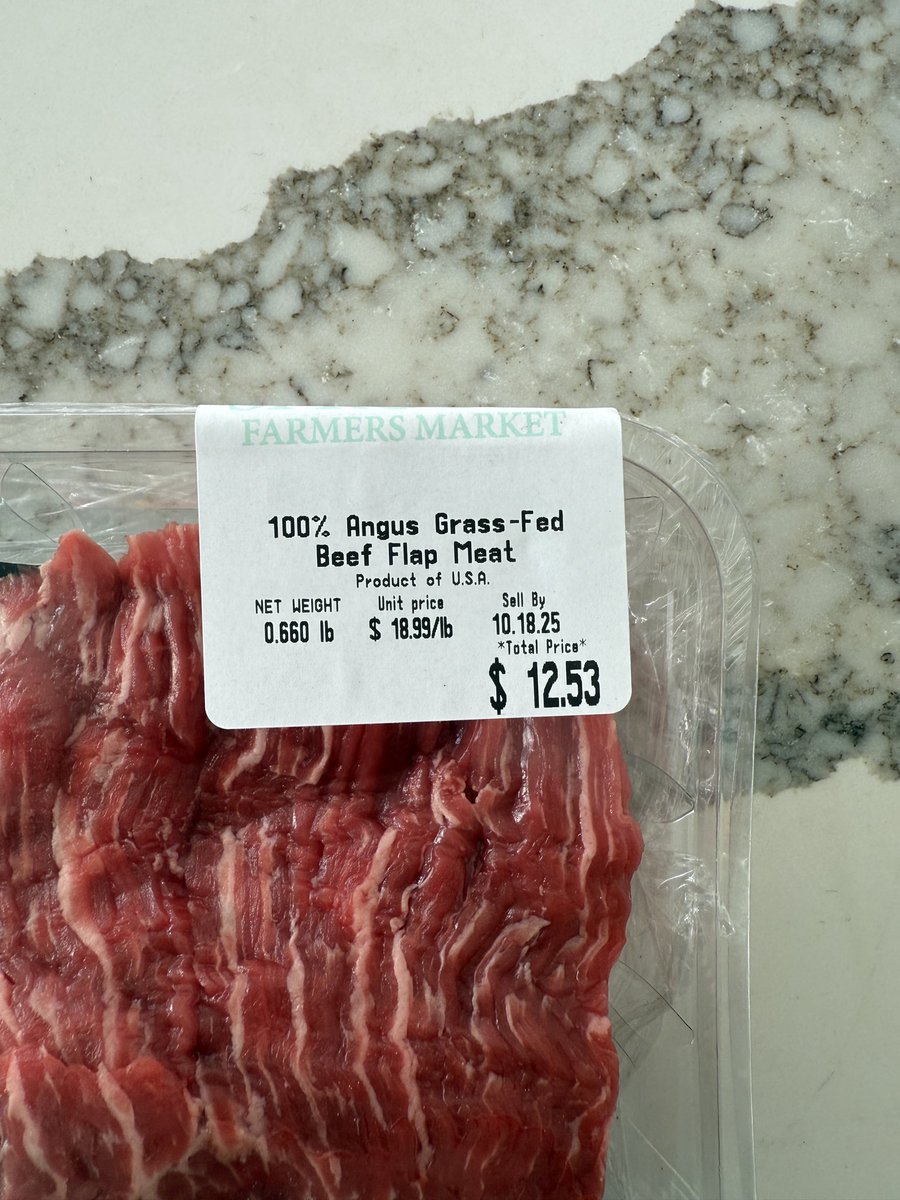 FARMERS MARKET
100% Angus Grass-Fed
Beef Flap Meat
Product of U.S.A.
NET WEIGHT Unit price Sell By
0.660 lb $ 18.99/lb 10.18.25
*Total Price*
$ 12.53